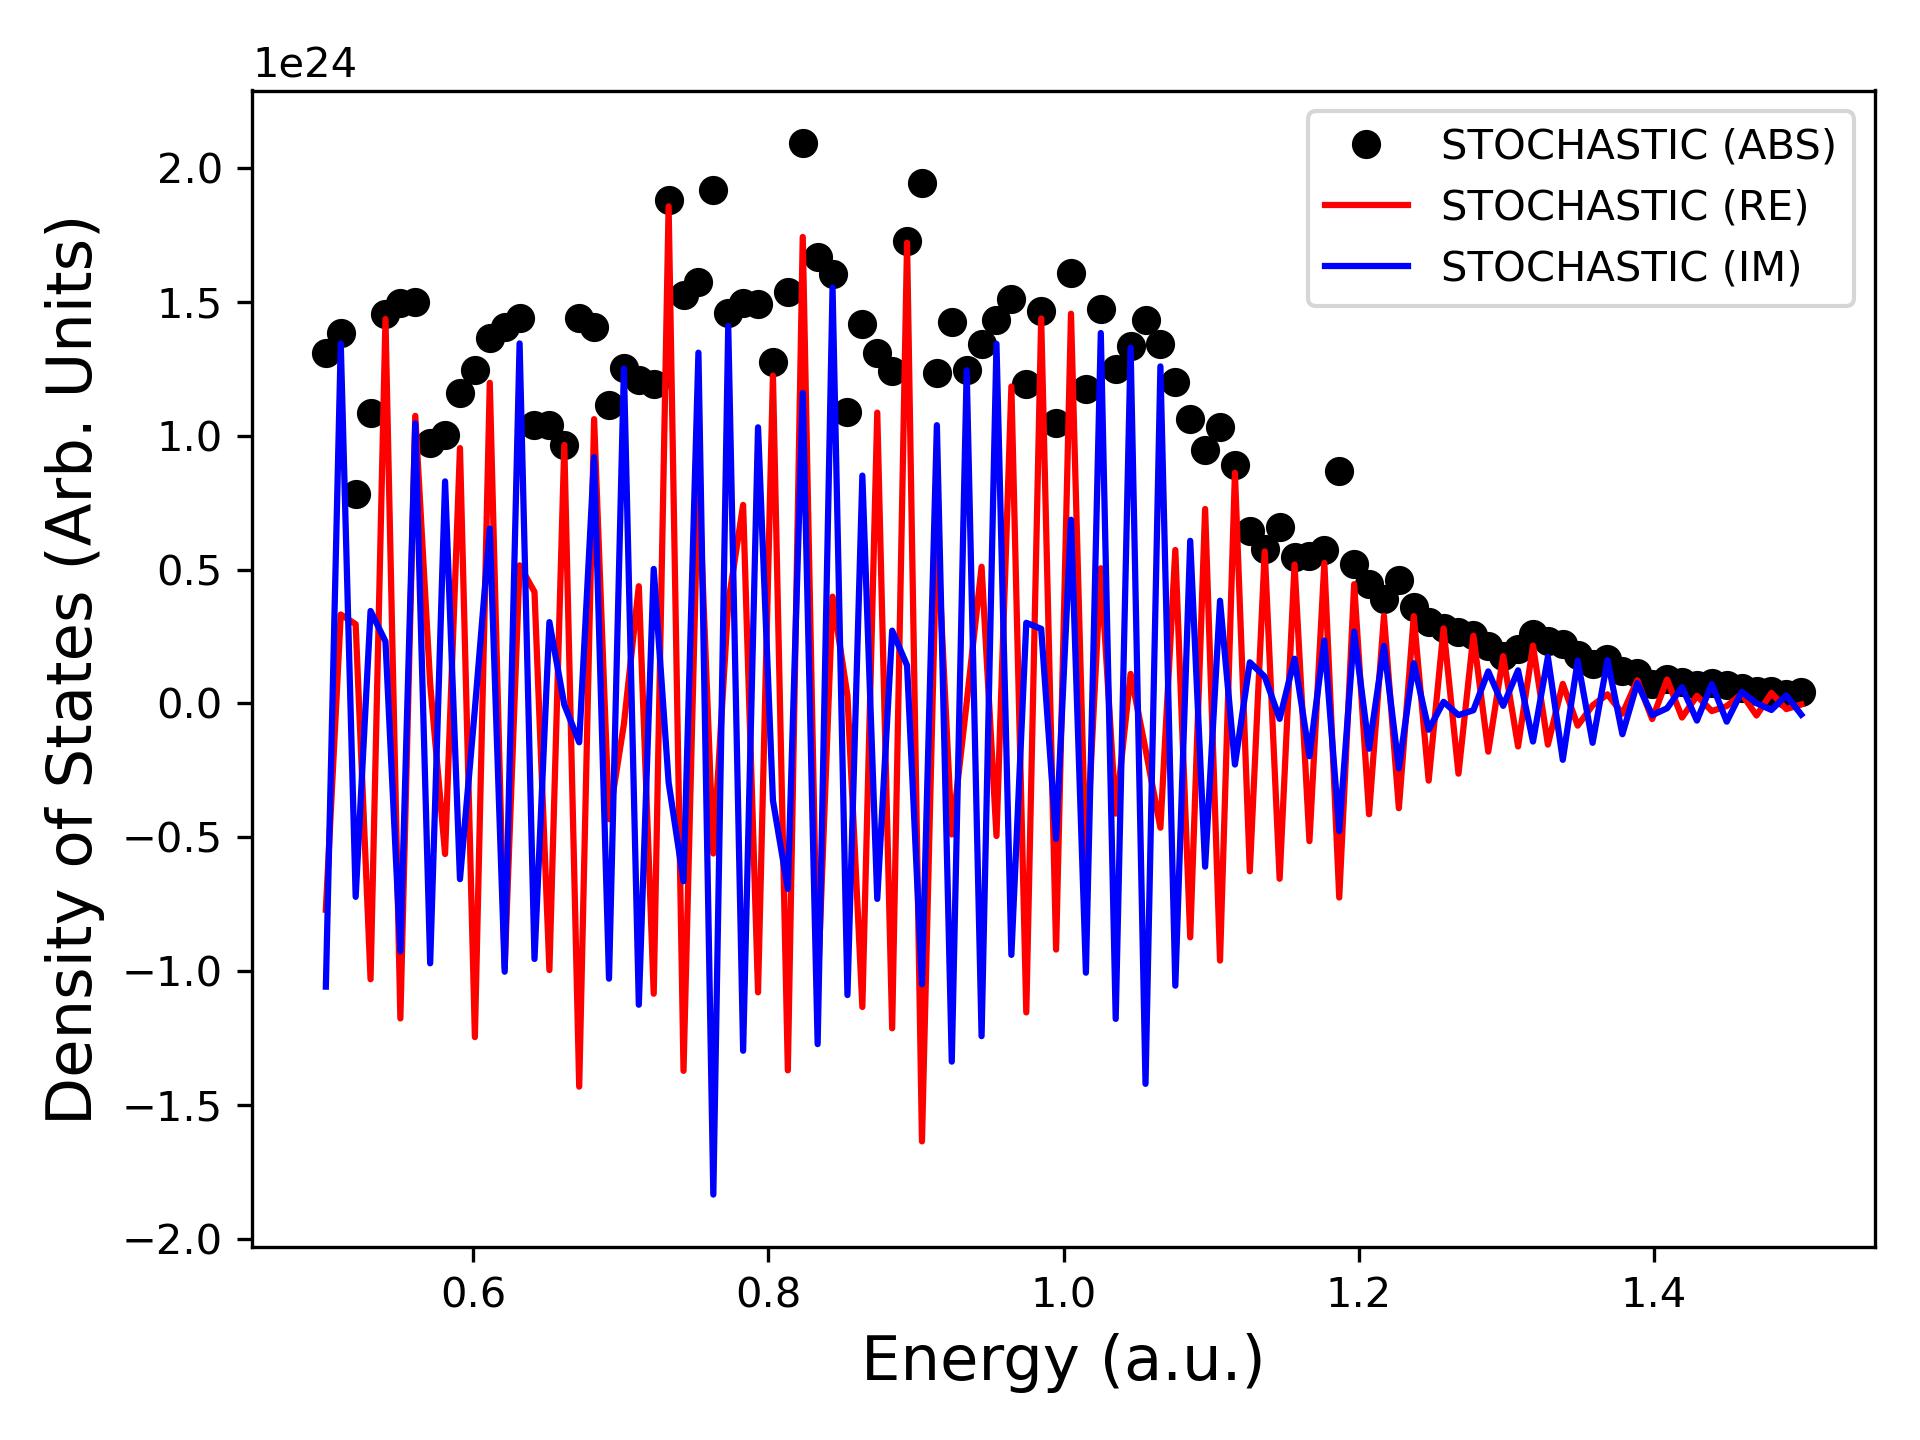 1e24
STOCHASTIC (ABS)
STOCHASTIC (RE)
STOCHASTIC (IM)
Density of States (Arb. Units)
2.0
1.5
1.0
0.5
0.0
−0.5
−1.0
−1.5
−2.0
0.6 0.8 1.0 1.2 1.4
Energy (a.u.)